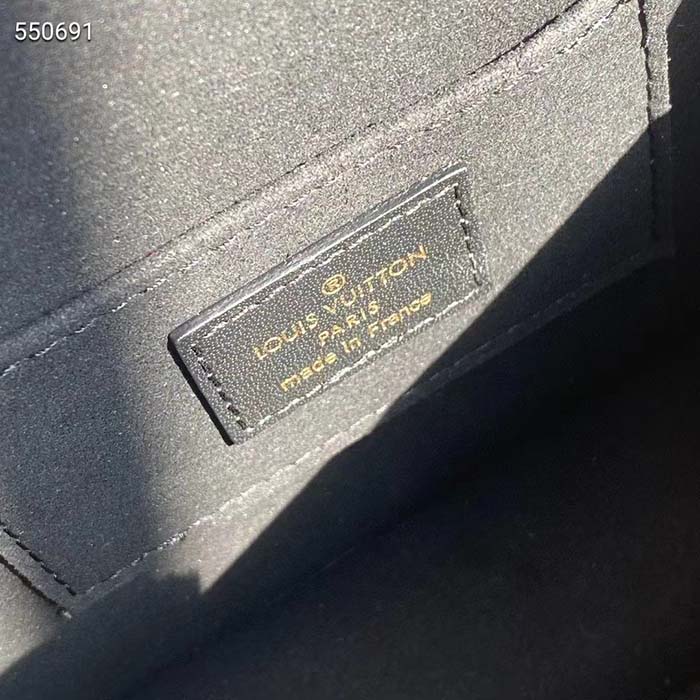 550691
®
LOUIS VUITTON
PARIS
made in France